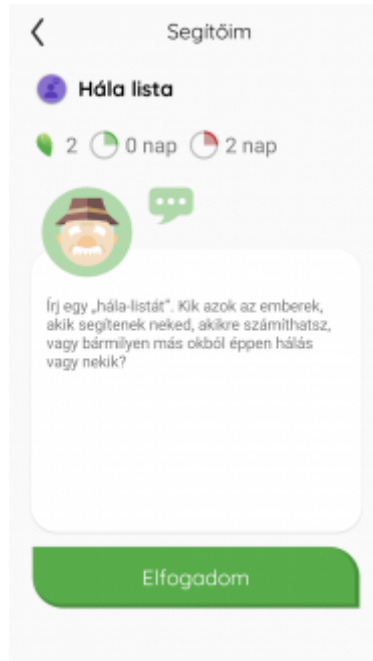 Segítőim
Hála lista
2 0 nap 2 nap
Írj egy „hála-listát". Kik azok az emberek,
akik segítenek neked, akikre számíthatsz,
vagy bármilyen más okból éppen hálás
vagy nekik?
Elfogadom